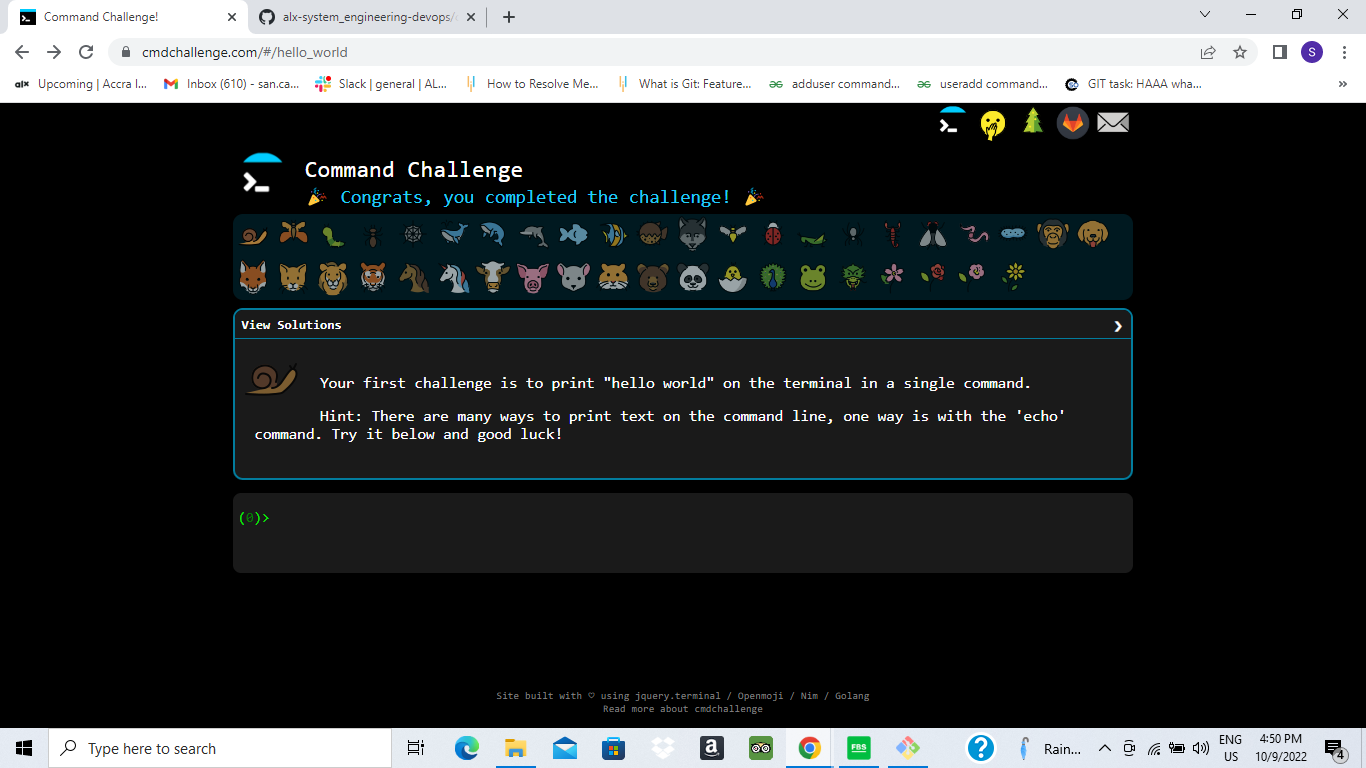 Command Challenge!
alx-system_engineering-devops/
cmdchallenge.com/#/hello_world
S
alx Upcoming | Accra I...
Inbox (610) - san.ca...
Slack | general | AL...
How to Resolve Me...
What is Git: Feature...
adduser command...
useradd command...
GIT task: HAAA wha...
»
Command Challenge
Congrats, you completed the challenge!
View Solutions
Your first challenge is to print "hello world" on the terminal in a single command.
Hint: There are many ways to print text on the command line, one way is with the 'echo'
command. Try it below and good luck!
(0)>
Site built with ♡ using jquery.terminal / Openmoji / Nim / Golang
Read more about cmdchallenge
Type here to search
a
FBS
?
Rain...
ENG
US
4:50 PM
10/9/2022
4